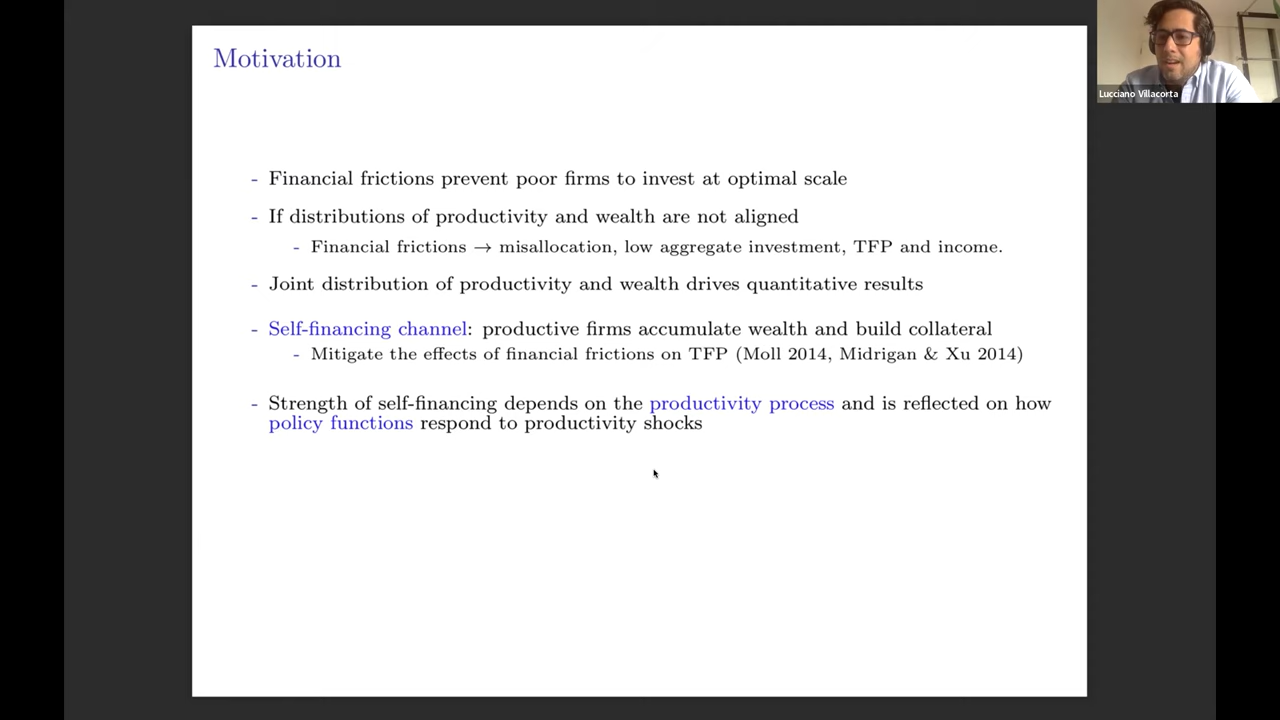 Motivation
Lucciano Villacorta
- Financial frictions prevent poor firms to invest at optimal scale
- If distributions of productivity and wealth are not aligned
- Financial frictions → misallocation, low aggregate investment, TFP and income.
- Joint distribution of productivity and wealth drives quantitative results
- Self-financing channel: productive firms accumulate wealth and build collateral
- Mitigate the effects of financial frictions on TFP (Moll 2014, Midrigan & Xu 2014)
- Strength of self-financing depends on the productivity process and is reflected on how
policy functions respond to productivity shocks